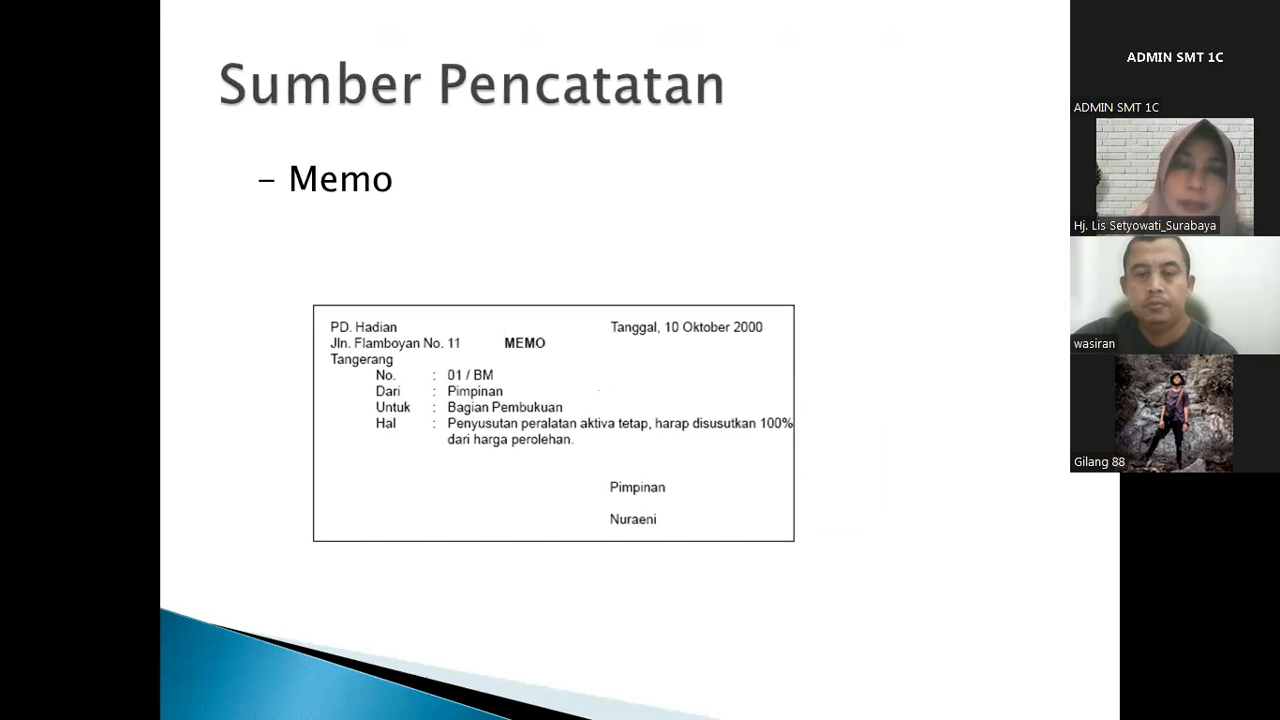 Sumber Pencatatan
– Memo
PD. Hadian Tanggal, 10 Oktober 2000
Jln. Flamboyan No. 11 MEMO
Tangerang
No. : 01 / BM
Dari : Pimpinan
Untuk : Bagian Pembukuan
Hal : Penyusutan peralatan aktiva tetap, harap disusutkan 100%
dari harga perolehan.
Pimpinan
Nuraeni
ADMIN SMT 1C
ADMIN SMT 1C
Hj. Lis Setyowati_Surabaya
wasiran
Gilang 88